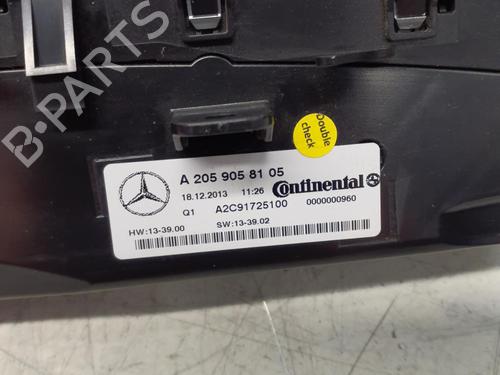 B-PARTS
Double
check
A 205 905 81 05
18.12.2013 11:26 Continental
Q1 A2C91725100 0000000960
HW:13-39.00 SW:13-39.02